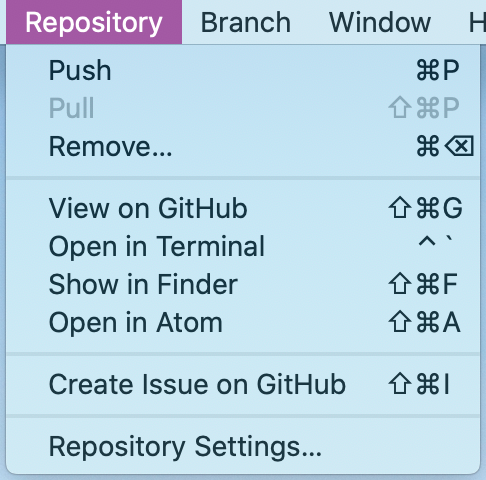 Repository Branch Window H
Push ⌘P
Pull ⇧⌘P
Remove... ⌘⌫
View on GitHub ⇧⌘G
Open in Terminal ⌃`
Show in Finder ⇧⌘F
Open in Atom ⇧⌘A
Create Issue on GitHub ⇧⌘I
Repository Settings...